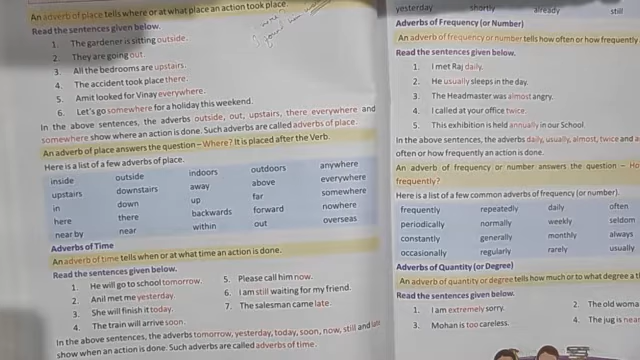 An adverb of place tells where or at what place an action took place.
Read the sentences given below.
1. The gardener is sitting outside.
2. They are going out.
3. All the bedrooms are upstairs.
4. The accident took place there.
5. Amit looked for Vinay everywhere.
6. Let's go somewhere for a holiday this weekend.
In the above sentences, the adverbs outside, out, upstairs, there everywhere and
somewhere show where an action is done. Such adverbs are called adverbs of place.
An adverb of place answers the question – Where? It is placed after the Verb.
Here is a list of few adverbs of place.
inside outside indoors outdoors anywhere
upstairs downstairs away above everywhere
in down up far somewhere
here there backwards forward nowhere
near by near within out overseas
Adverbs of Time
An adverb of time tells when or at what time an action is done.
Read the sentences given below.
1. He will go to school tomorrow.
2. Anil met me yesterday
3. She will finish it today.
4. The train will arrive soon.
5. Please call him now.
6. I am still waiting for my friend.
7. The salesman came late.
In the above sentences, the adverbs tomorrow, yesterday, today, soon, now, still and late
show when an action is done. Such adverbs are called adverbs of time.
yesterday shortly already still
Adverbs of Frequency (or Number)
An adverb of frequency or number tells how often or how frequently
Read the sentences given below.
1. I met Raj daily.
2. He usually sleeps in the day.
3. The Headmaster was almost angry.
4. I called at your office twice.
5. This exhibition is held annually in our School.
In the above sentences, the adverbs daily, usually, almost, twice and a
often or how frequently an action is done.
An adverb of frequency or number answers the question – Ho
frequently?
Here is a list of a few common adverbs of frequency (or number).
frequently repeatedly daily often
periodically normally weekly seldom
constantly generally monthly always
occasionally regularly rarely usually
Adverbs of Quantity (or Degree)
An adverb of quantity or degree tells how much or to what degree a th
Read the sentences given below.
1. I am extremely sorry.
2. The old woma
3. Mohan is too careless.
4. The jug is near